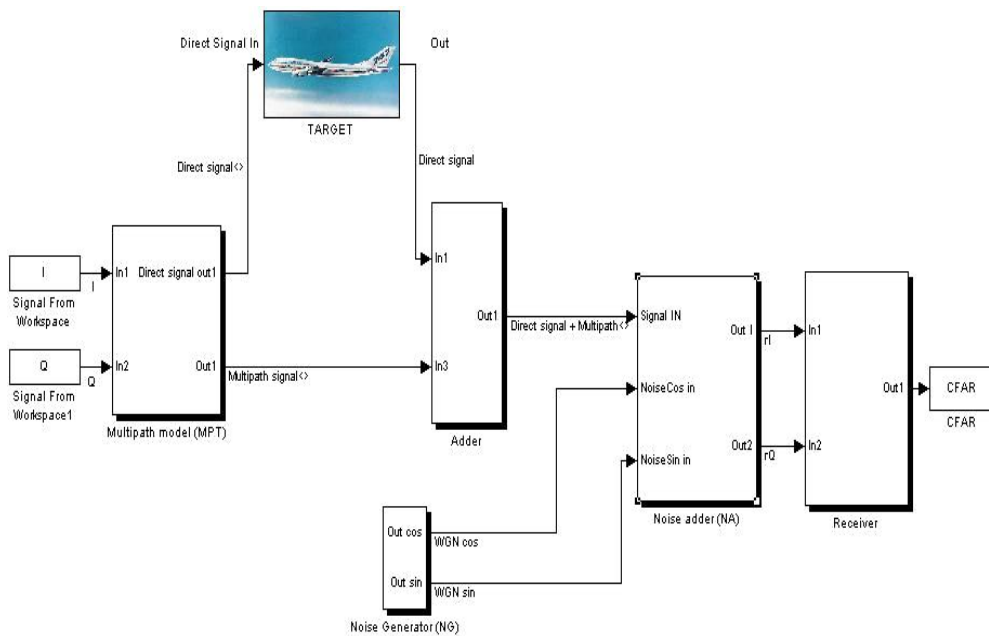 Direct Signal In
Out
TARGET
Direct signal<>
Direct signal
I
Signal From
Workspace
I
Q
Signal From
Workspace1
Q
In1
Direct signal out1
In2
Out1
Multipath model (MPT)
Multipath signal<>
In1
Out1
In3
Adder
Direct signal + Multipath<>
Signal IN
Out I
NoiseCos in
NoiseSin in
Out2
Noise adder (NA)
rI
rQ
In1
Out1
In2
Receiver
CFAR
CFAR
Out cos
Out sin
WGN cos
WGN sin
Noise Generator (NG)